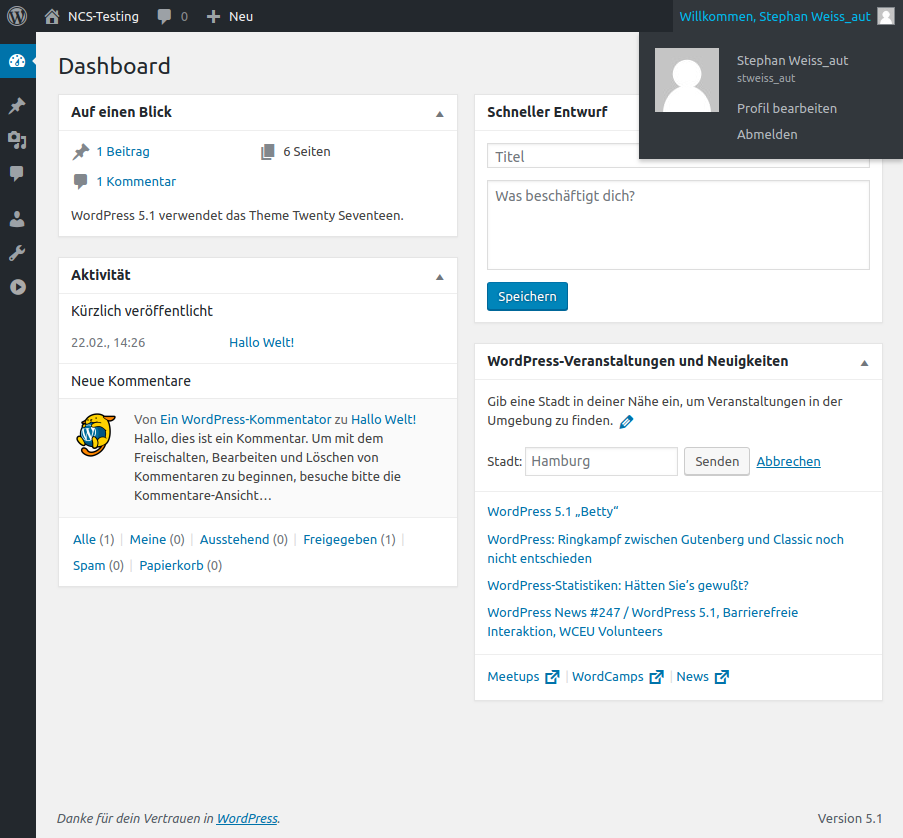 NCS-Testing 0 Neu Willkommen, Stephan Weiss_aut
Stephan Weiss_aut
stweiss_aut
Profil bearbeiten
Abmelden
Dashboard
Auf einen Blick
1 Beitrag 6 Seiten
1 Kommentar
WordPress 5.1 verwendet das Theme Twenty Seventeen.
Aktivität
Kürzlich veröffentlicht
22.02., 14:26 Hallo Welt!
Neue Kommentare
Von Ein WordPress-Kommentator zu Hallo Welt!
Hallo, dies ist ein Kommentar. Um mit dem
Freischalten, Bearbeiten und Löschen von
Kommentaren zu beginnen, besuche bitte die
Kommentare-Ansicht…
Alle (1) | Meine (0) | Ausstehend (0) | Freigegeben (1) |
Spam (0) | Papierkorb (0)
Schneller Entwurf
Titel
Was beschäftigt dich?
Speichern
WordPress-Veranstaltungen und Neuigkeiten
Gib eine Stadt in deiner Nähe ein, um Veranstaltungen in der
Umgebung zu finden.
Stadt: Hamburg Senden Abbrechen
WordPress 5.1 „Betty“
WordPress: Ringkampf zwischen Gutenberg und Classic noch
nicht entschieden
WordPress-Statistiken: Hätten Sie's gewußt?
WordPress News #247 / WordPress 5.1, Barrierefreie
Interaktion, WCEU Volunteers
Meetups | WordCamps | News
Danke für dein Vertrauen in WordPress. Version 5.1